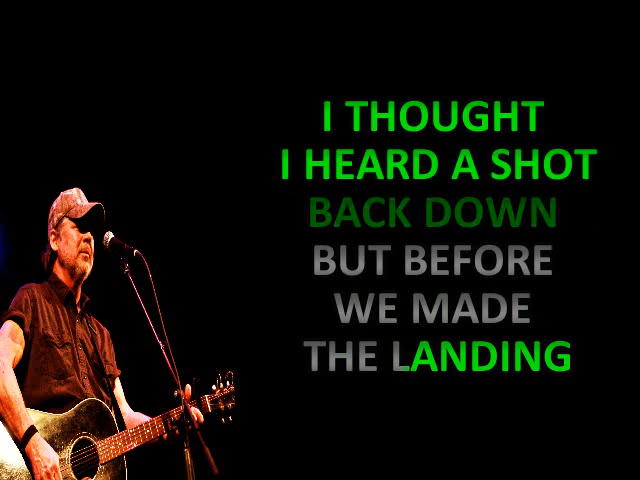 I THOUGHT
I HEARD A SHOT
BACK DOWN
BUT BEFORE
WE MADE
THE LANDING